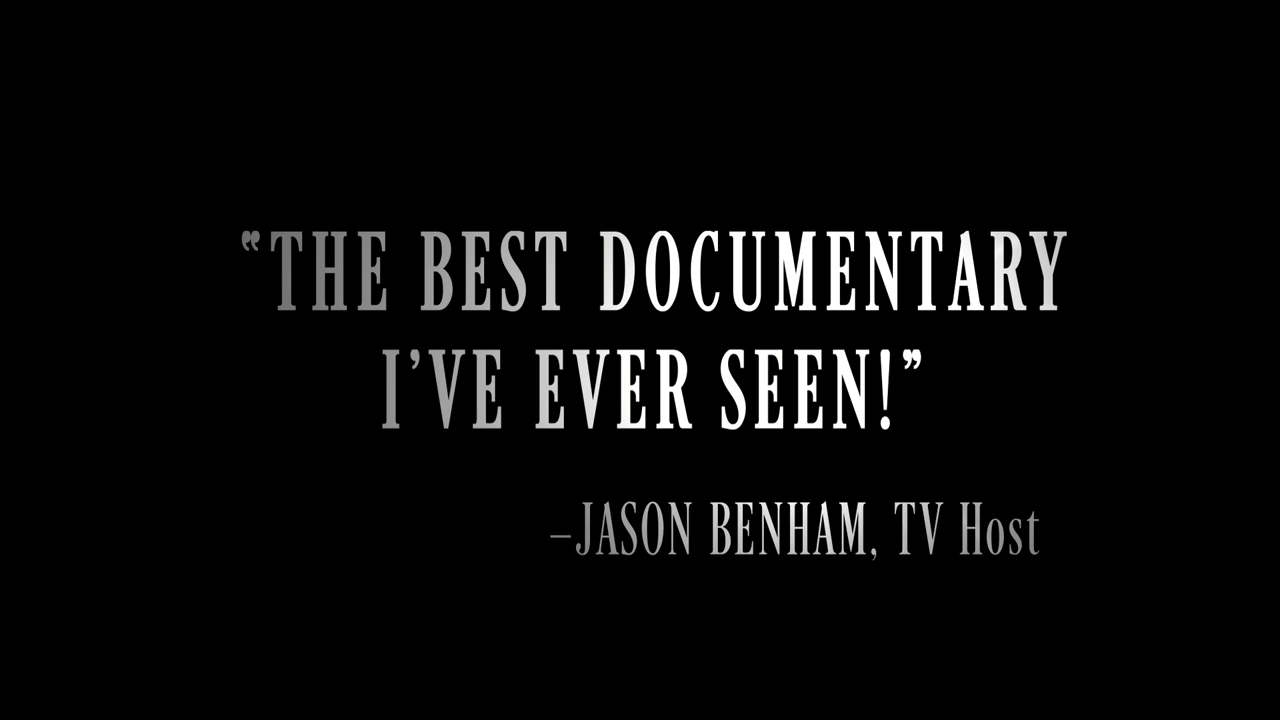 “THE BEST DOCUMENTARY
I’VE EVER SEEN!”
–JASON BENHAM, TV Host